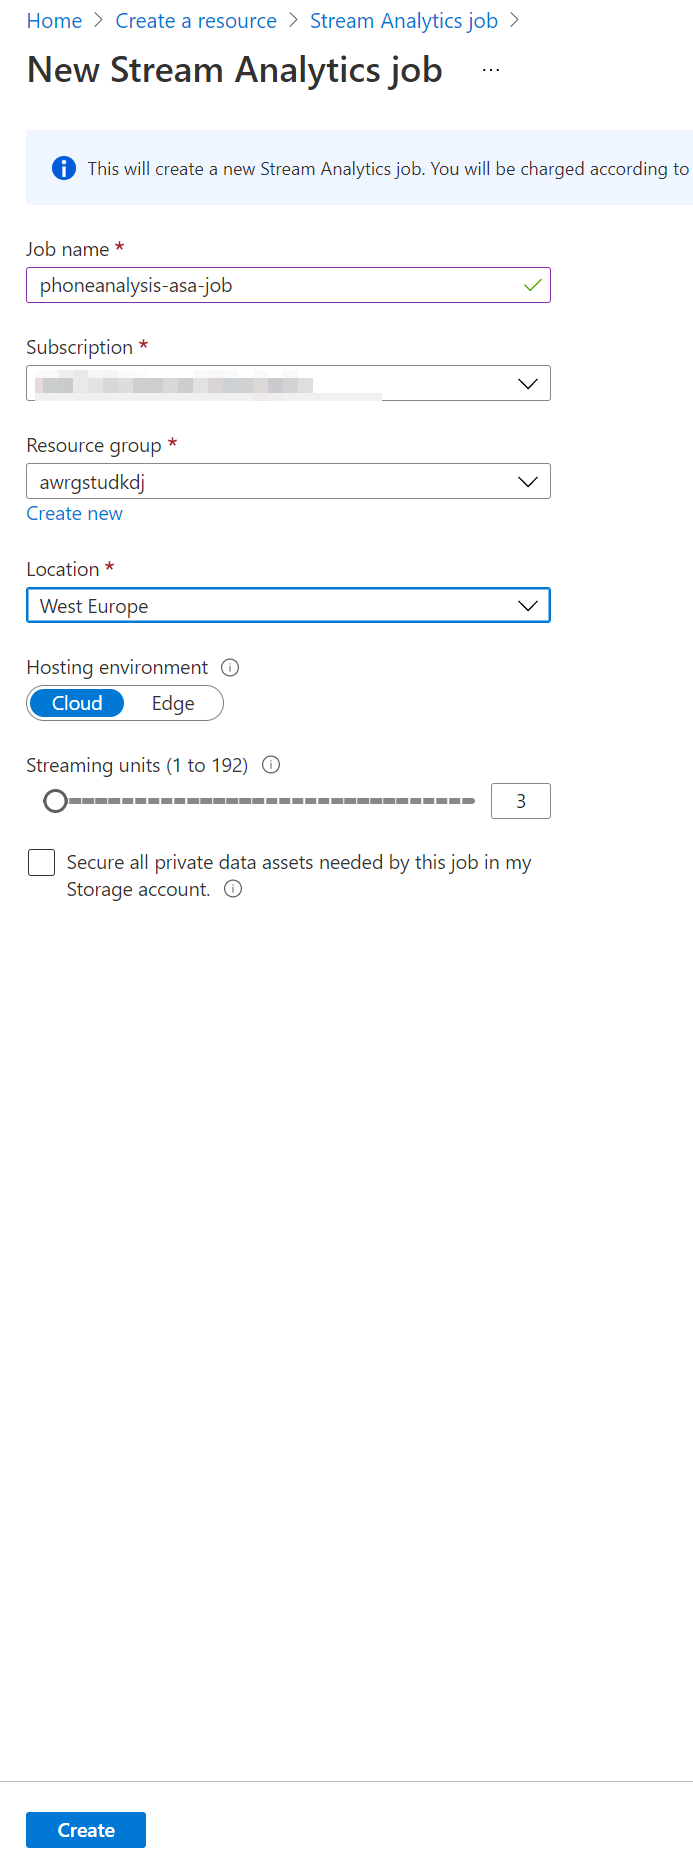 Home > Create a resource > Stream Analytics job >
New Stream Analytics job ...
This will create a new Stream Analytics job. You will be charged according to
Job name *
phoneanalysis-asa-job
Subscription *
Resource group *
awrgstudkdj
Create new
Location *
West Europe
Hosting environment
Cloud Edge
Streaming units (1 to 192)
3
Secure all private data assets needed by this job in my
Storage account.
Create